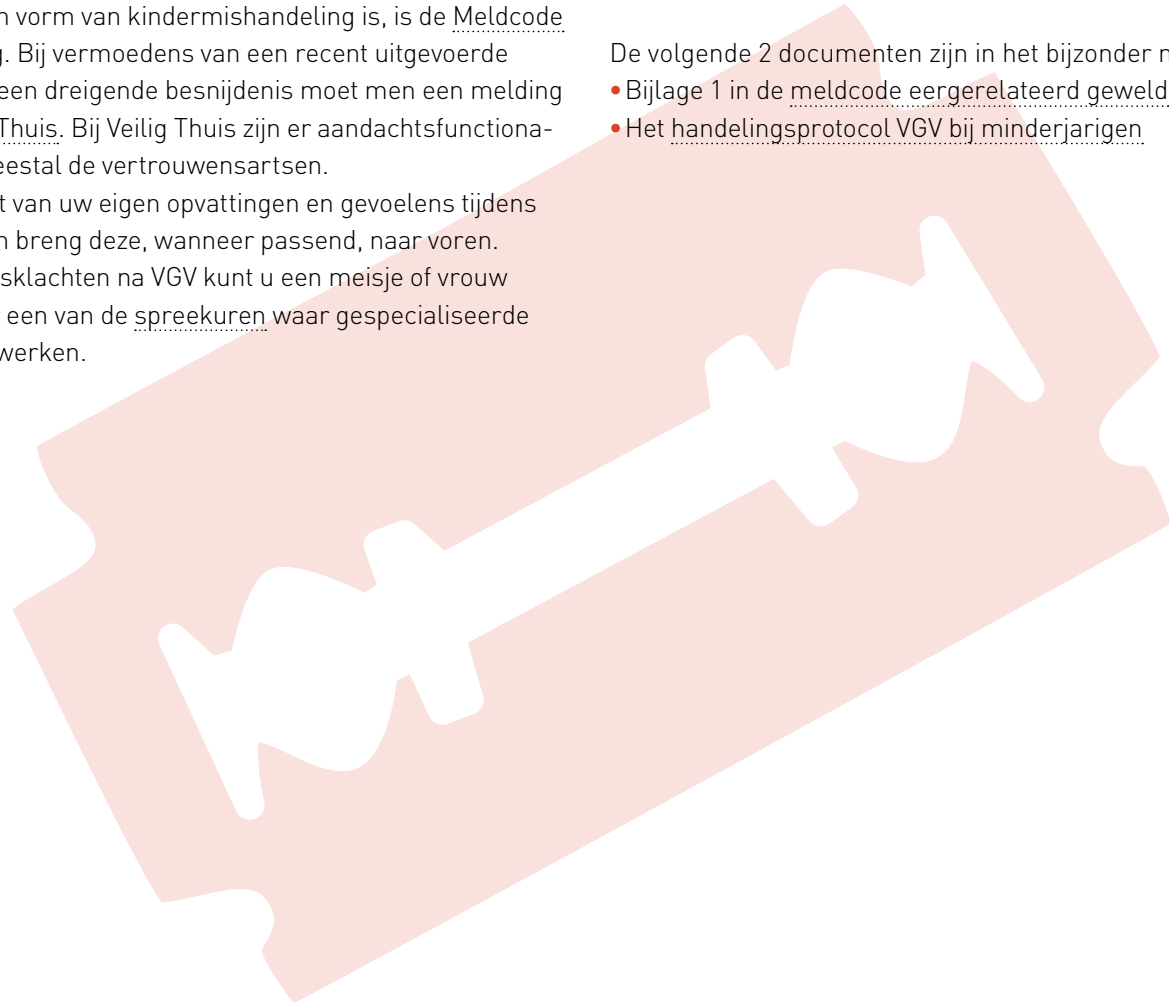 n vorm van kindermishandeling is, is de Meldcode
g. Bij vermoedens van een recent uitgevoerde
een dreigende besnijdenis moet men een melding
Thuis. Bij Veilig Thuis zijn er aandachtsfunctiona-
eestal de vertrouwensartsen.
t van uw eigen opvattingen en gevoelens tijdens
n breng deze, wanneer passend, naar voren.
sklachten na VGV kunt u een meisje of vrouw
een van de spreekuren waar gespecialiseerde
werken.
De volgende 2 documenten zijn in het bijzonder n
• Bijlage 1 in de meldcode eergerelateerd geweld
• Het handelingsprotocol VGV bij minderjarigen